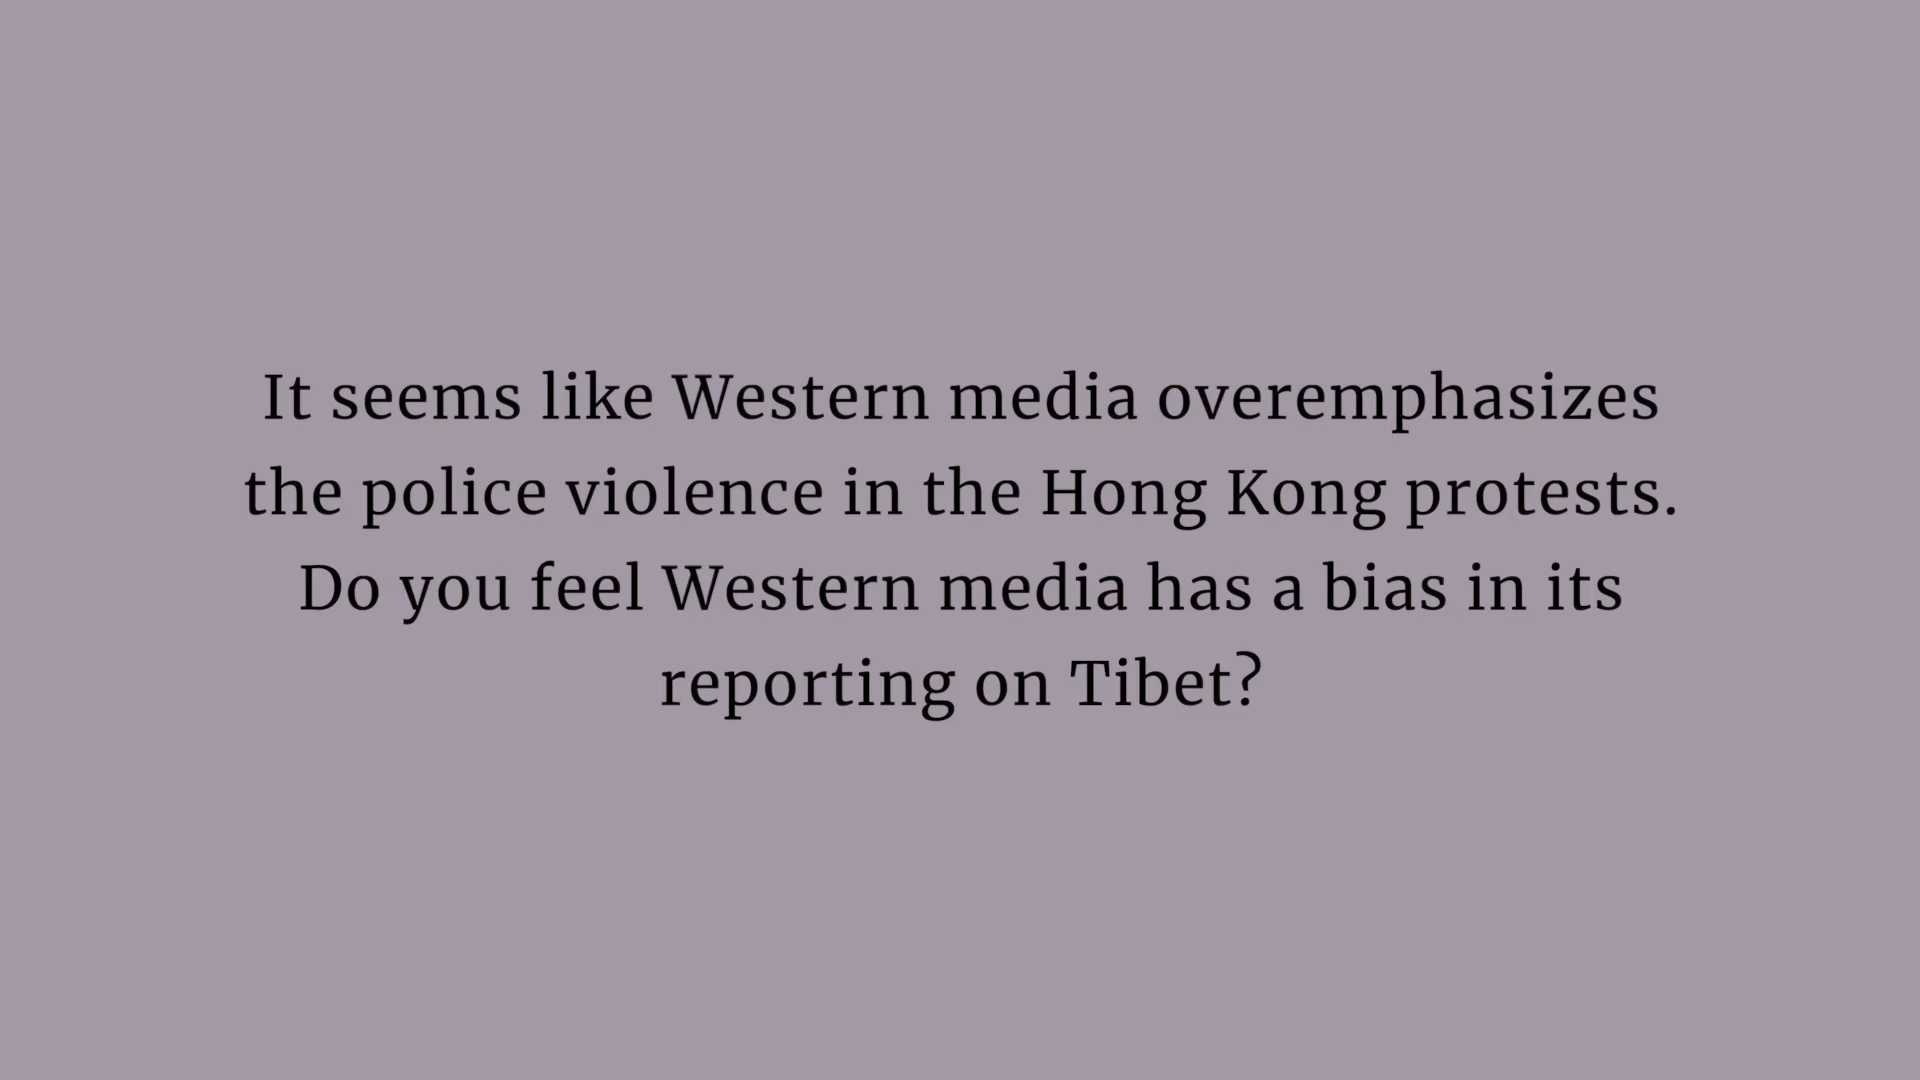 It seems like Western media overemphasizes
the police violence in the Hong Kong protests.
Do you feel Western media has a bias in its
reporting on Tibet?